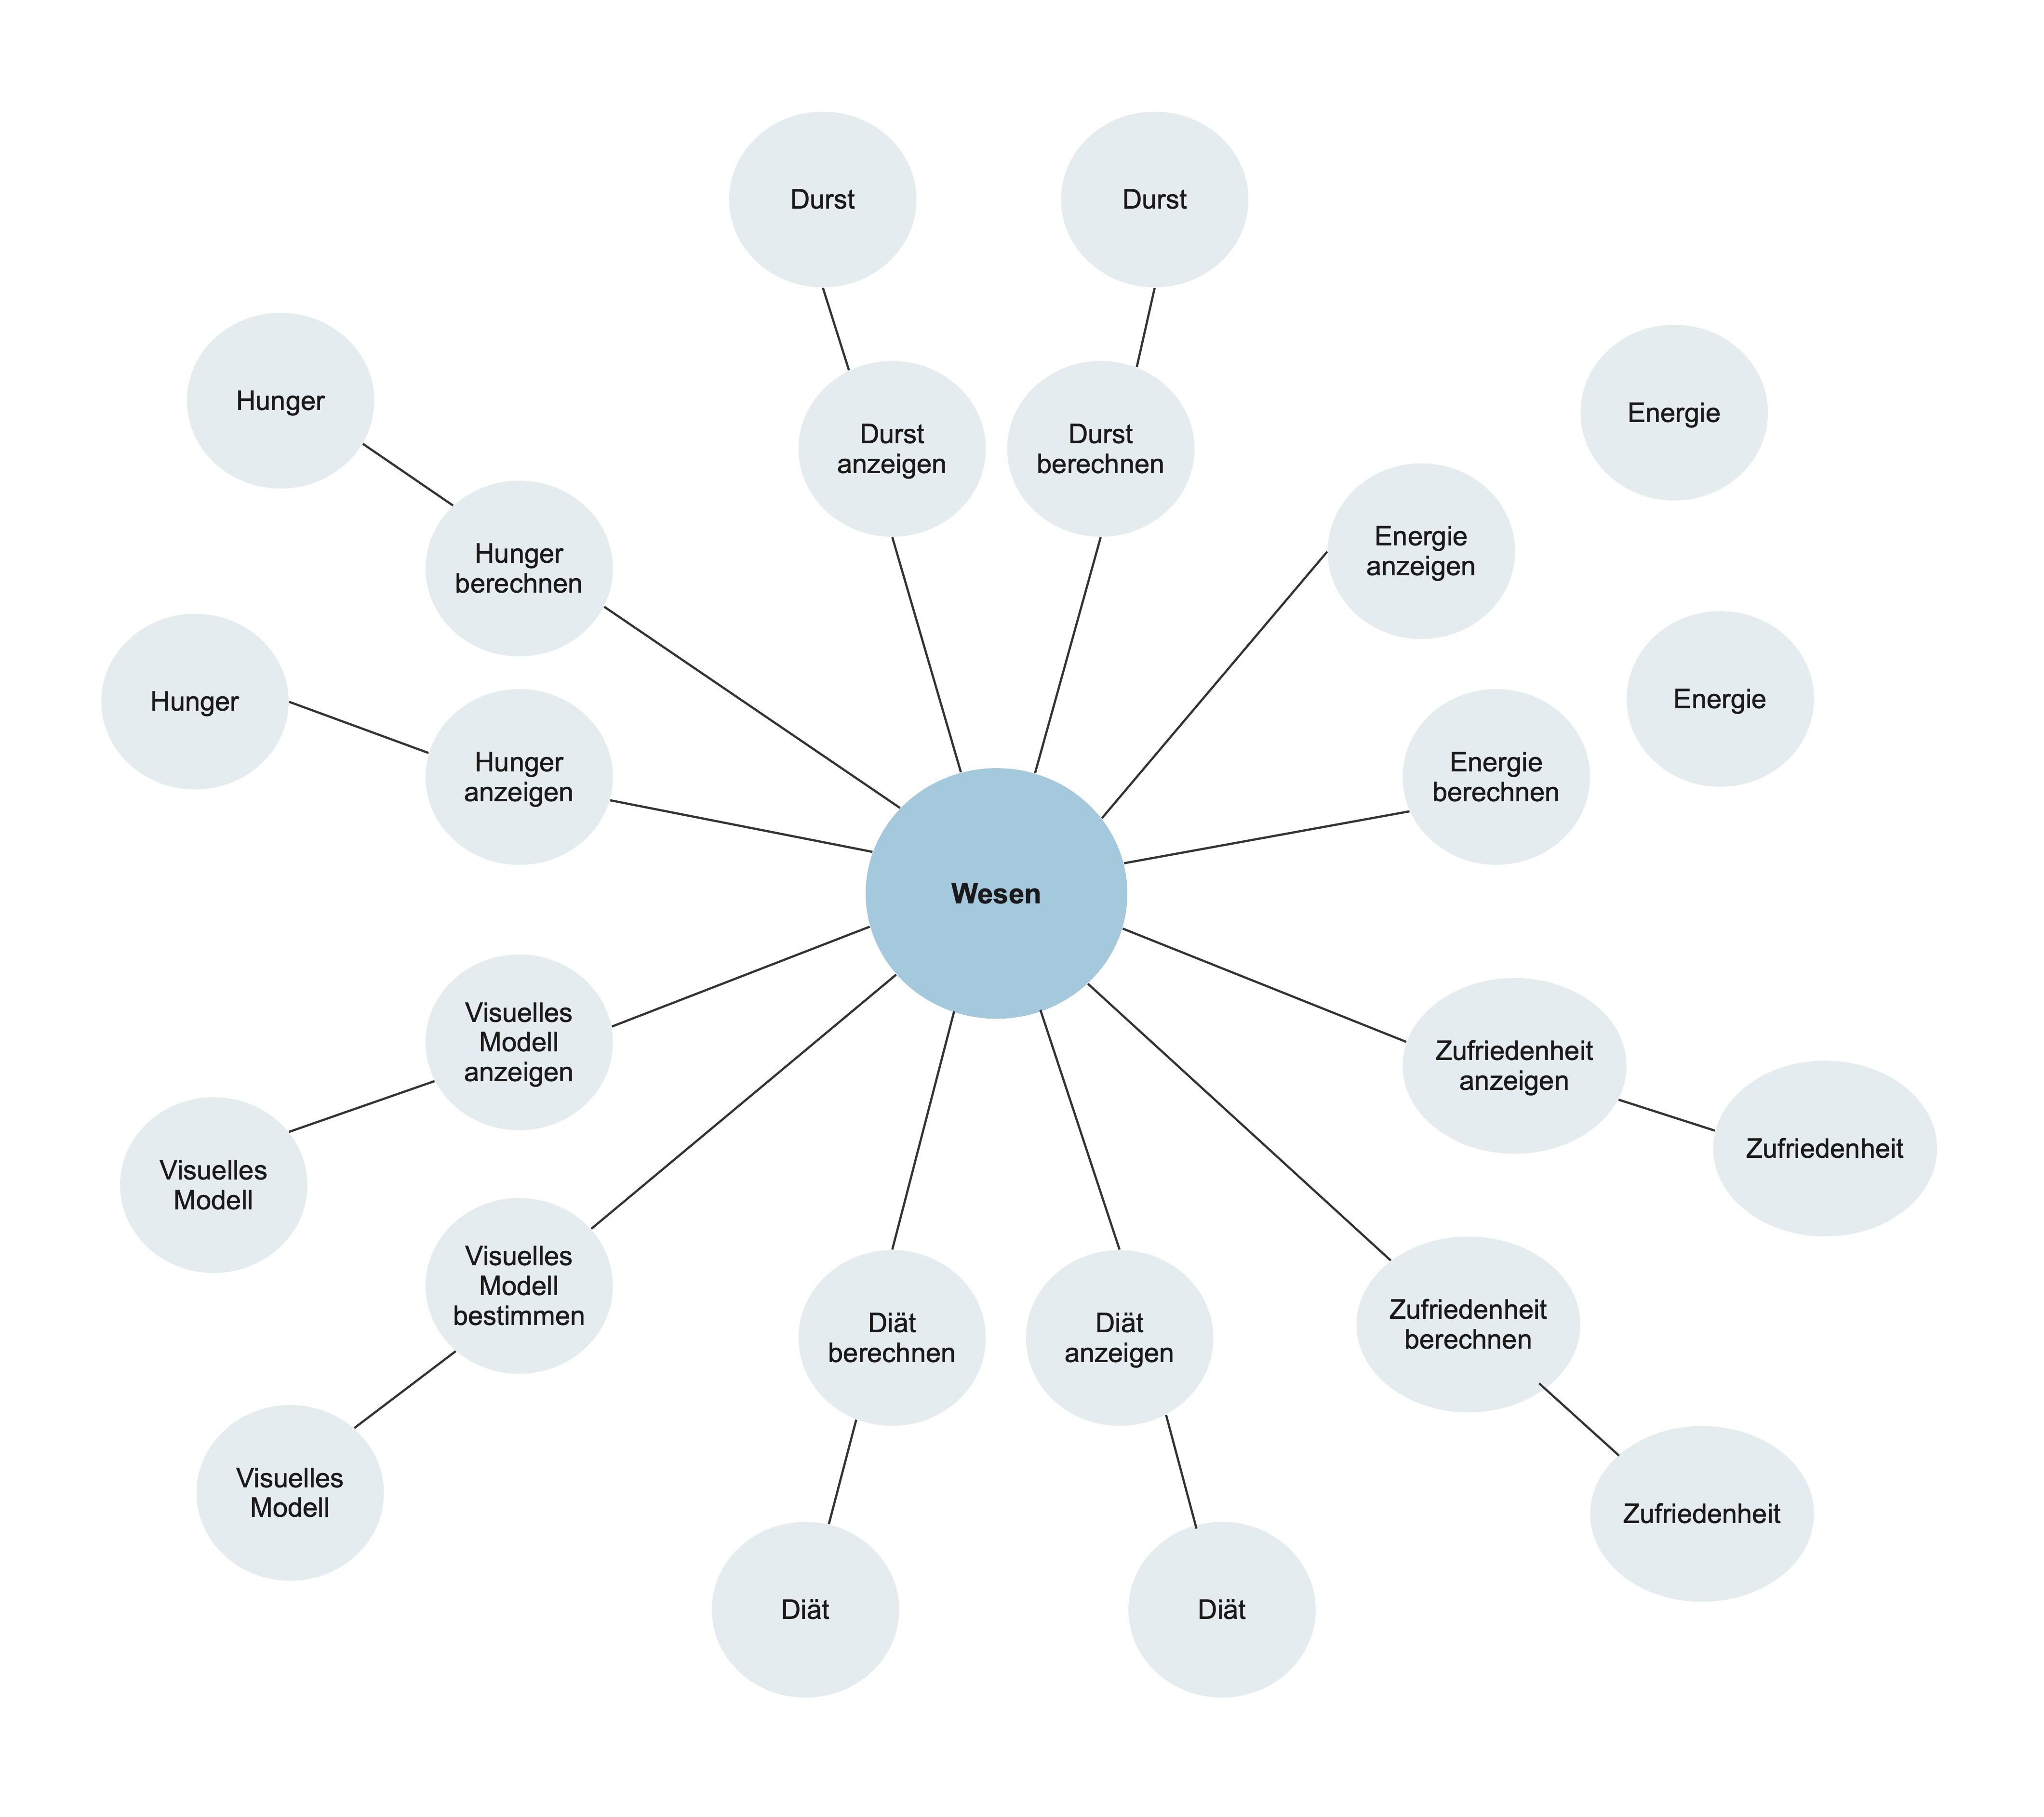 Durst
Durst
Hunger
Energie
Durst
anzeigen
Durst
berechnen
Energie
anzeigen
Hunger
berechnen
Hunger
Energie
Hunger
anzeigen
Energie
berechnen
Wesen
Visuelles
Modell
anzeigen
Zufriedenheit
anzeigen
Zufriedenheit
Visuelles
Modell
Visuelles
Modell
bestimmen
Diät
berechnen
Diät
anzeigen
Zufriedenheit
berechnen
Visuelles
Modell
Zufriedenheit
Diät
Diät